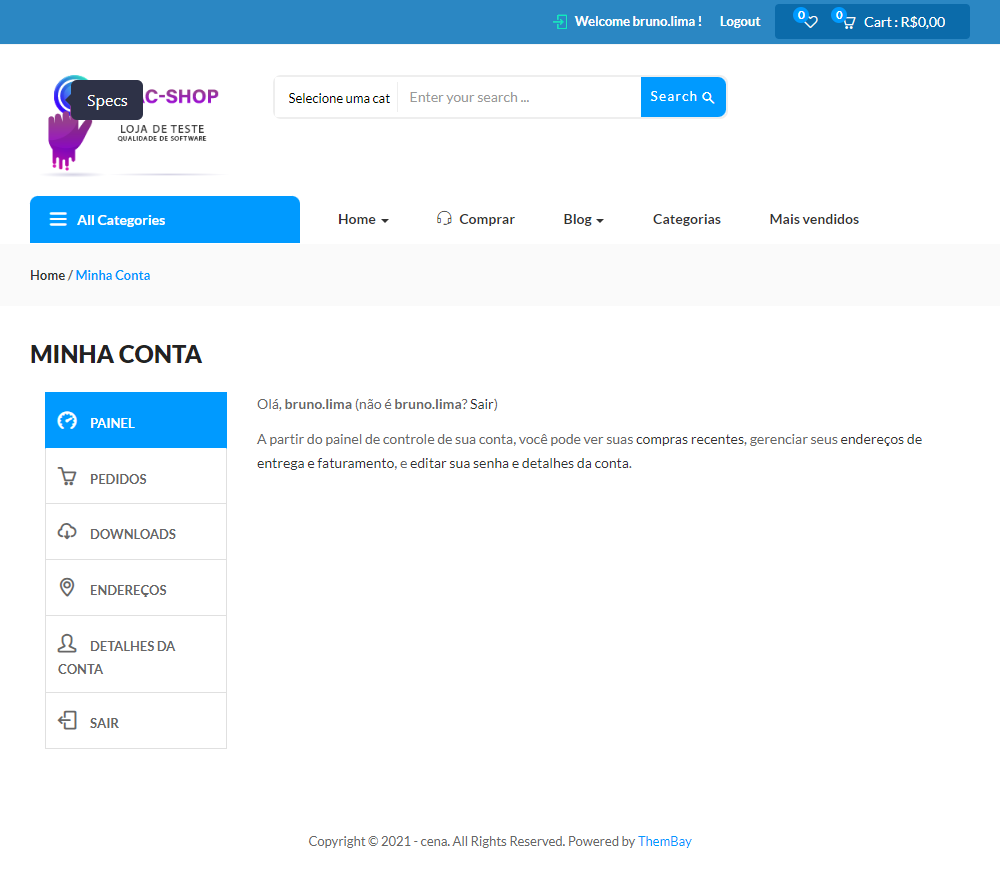 Welcome bruno.lima !
Logout
0
0
Cart : R$0,00
Specs
AC-SHOP
LOJA DE TESTE
QUALIDADE DE SOFTWARE
Selecione uma cat
Enter your search ...
Search
All Categories
Home
Comprar
Blog
Categorias
Mais vendidos
Home / Minha Conta
MINHA CONTA
PAINEL
PEDIDOS
DOWNLOADS
ENDEREÇOS
DETALHES DA
CONTA
SAIR
Olá, bruno.lima (não é bruno.lima? Sair)
A partir do painel de controle de sua conta, você pode ver suas compras recentes, gerenciar seus endereços de
entrega e faturamento, e editar sua senha e detalhes da conta.
Copyright © 2021 - cena. All Rights Reserved. Powered by ThemBay